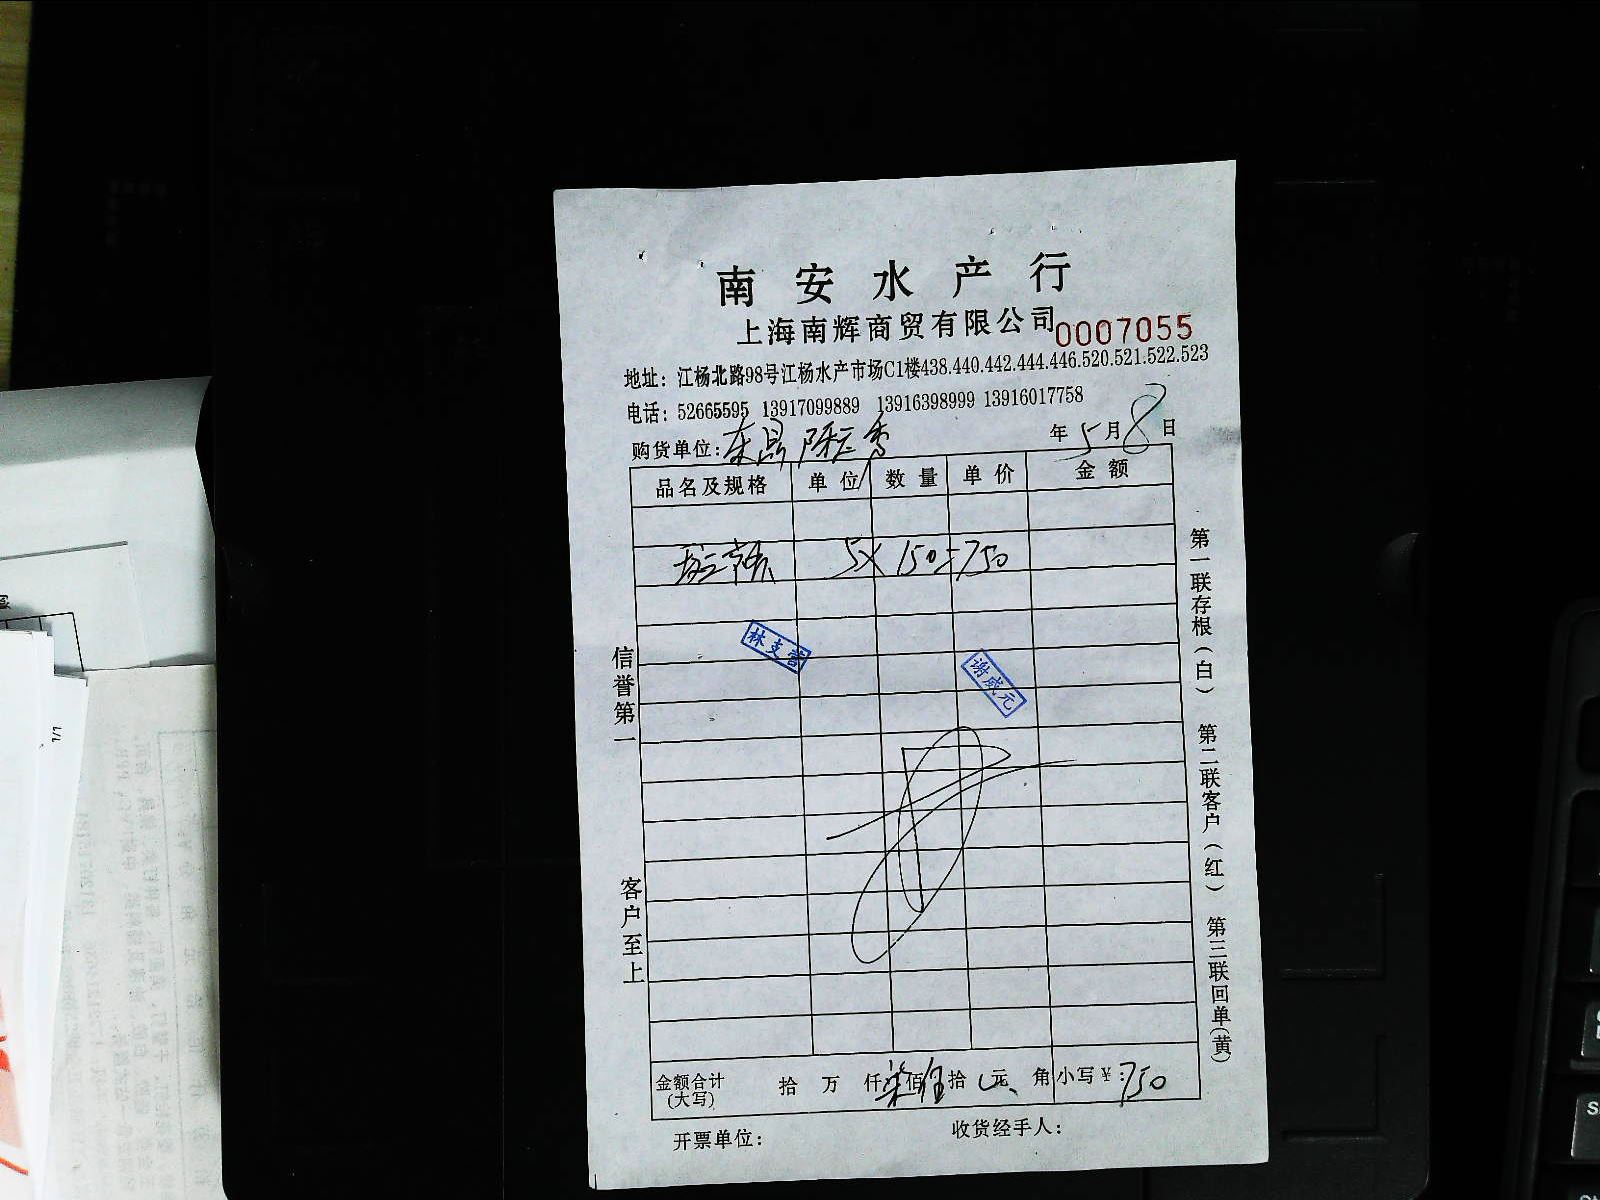 南安水产行
上海南辉商贸有限公司 0007055
地址：江杨北路98号江杨水产市场C1楼438.440.442.444.446.520.521.522.523
电话：52665595 13917099889 13916398999 13916017758
购货单位： 年5月8日
品名及规格 单位 数量 单价 金额
5×150=750
林支营
谢威元
信誉第一
客户至上
第一联存根（白） 第二联客户（红） 第三联回单（黄）
金额合计（大写） 拾 万 仟 柒佰 伍拾 元 角 小写￥：750
开票单位： 收货经手人：